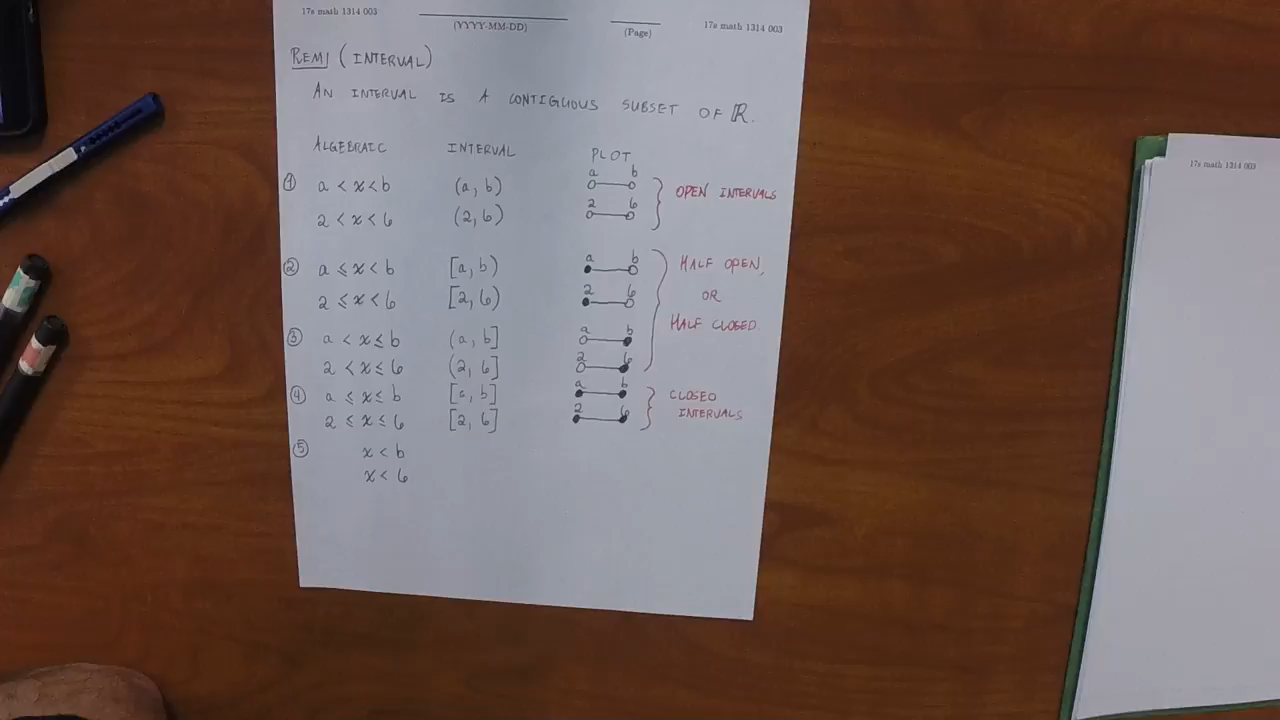 17s math 1314 003 (YYYY-MM-DD) (Page) 17s math 1314 003
REM1 (INTERVAL)
AN INTERVAL IS A CONTIGUOUS SUBSET OF ℝ.
ALGEBRAIC INTERVAL PLOT
① a < x < b (a, b) a b OPEN INTERVALS
2 < x < 6 (2, 6) 2 6
② a ≤ x < b [a, b) a b HALF OPEN,
2 ≤ x < 6 [2, 6) 2 6 OR
③ a < x ≤ b (a, b] a b HALF CLOSED
2 < x ≤ 6 (2, 6] 2 6
④ a ≤ x ≤ b [a, b] a b CLOSED
2 ≤ x ≤ 6 [2, 6] 2 6 INTERVALS
⑤ x < b
x < 6
17s math 1314 003